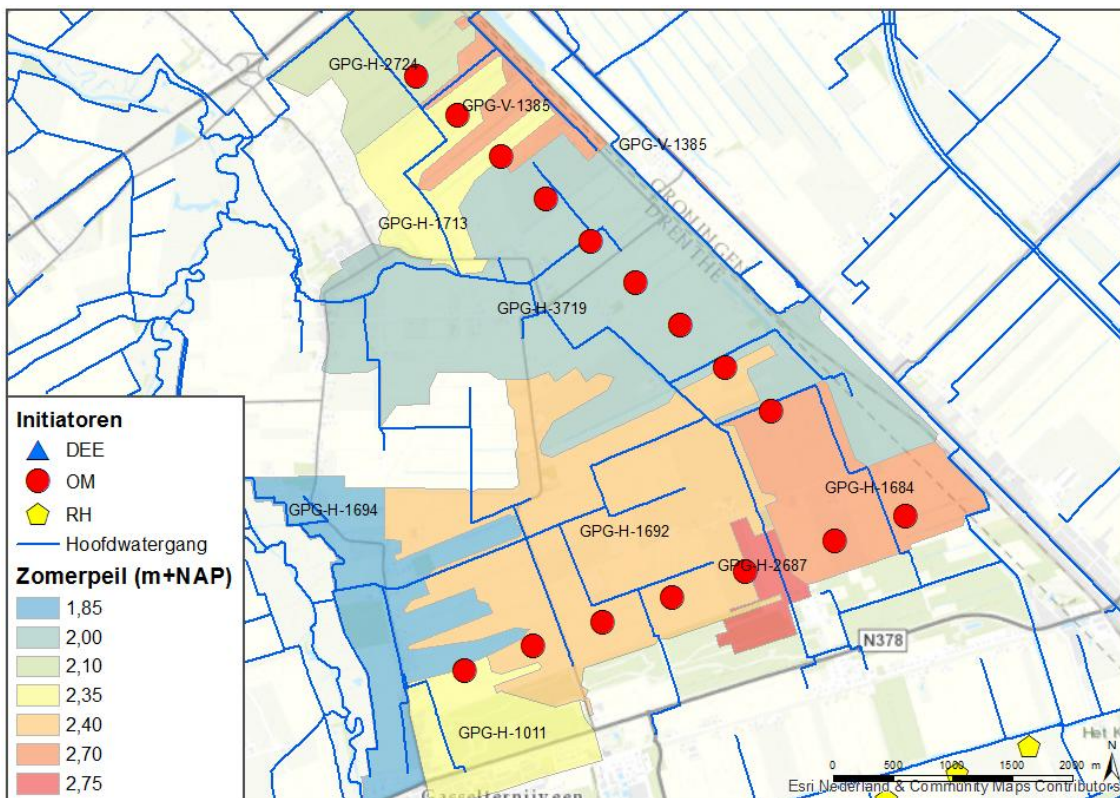 GPG-H-2724
GPG-V-1385
GPG-V-1385
GRONINGEN
DRENTHE
GPG-H-1713
GPG-H-3719
GPG-H-1694
GPG-H-1692
GPG-H-1684
GPG-H-2687
N378
GPG-H-1011
Gasselternijveen
Het K
N
0 500 1000 1500 2000 m
Esri Nederland & Community Maps Contributors
Initiatoren
DEE
OM
RH
Hoofdwatergang
Zomerpeil (m+NAP)
1,85
2,00
2,10
2,35
2,40
2,70
2,75